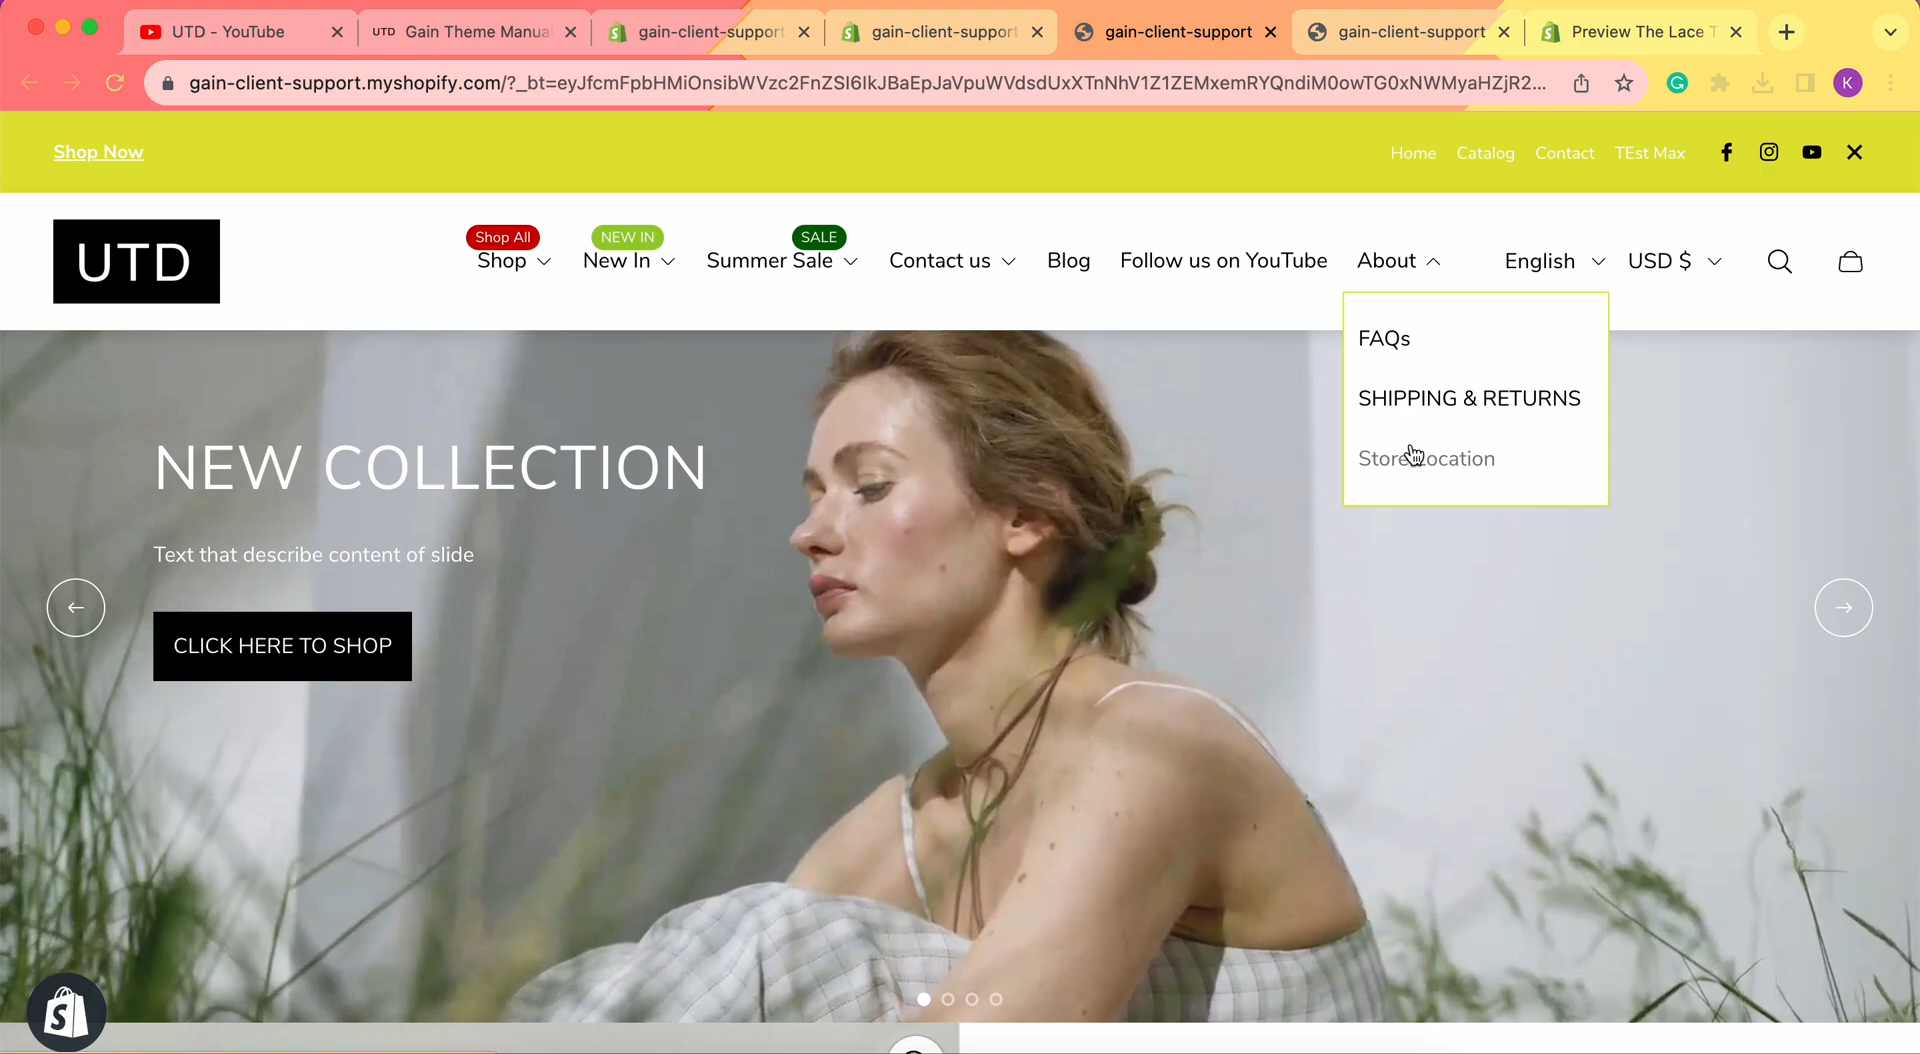 UTD - YouTube
UTD Gain Theme Manua
gain-client-support
gain-client-support
gain-client-support
gain-client-support
Preview The Lace T
gain-client-support.myshopify.com/?_bt=eyJfcmFpbHMiOnsibWVzc2FnZSI6IkJBaEpJaVpuWVdsdUxXTnNhV1Z1ZEMxemRYQndiM0owTG0xNWMyaHZjR2...
K
Shop Now
Home Catalog Contact TEst Max
UTD
Shop All
NEW IN
SALE
Shop New In Summer Sale Contact us Blog Follow us on YouTube About English USD $
FAQs
SHIPPING & RETURNS
Store Location
NEW COLLECTION
Text that describe content of slide
CLICK HERE TO SHOP